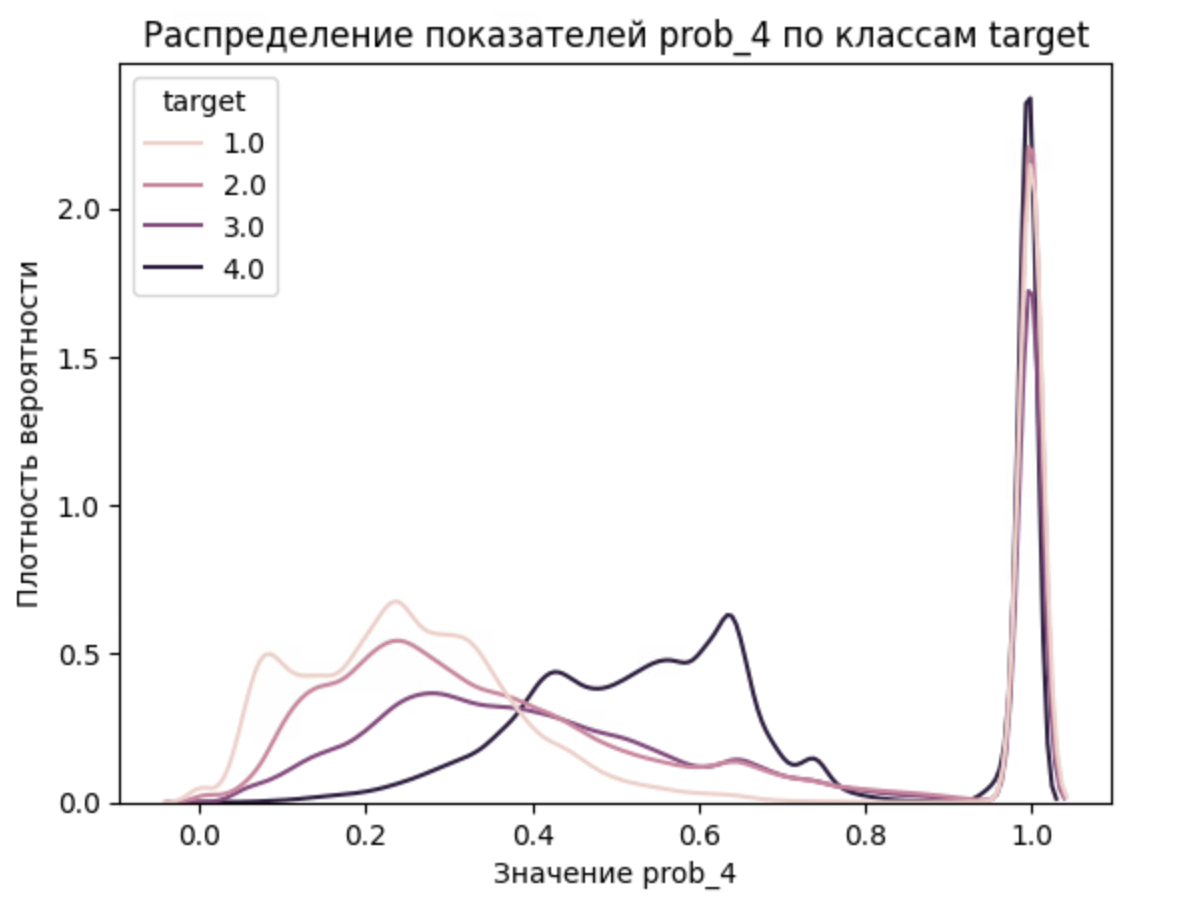 Распределение показателей prob_4 по классам target
target
1.0
2.0
3.0
4.0
Плотность вероятности
2.0
1.5
1.0
0.5
0.0
0.0 0.2 0.4 0.6 0.8 1.0
Значение prob_4